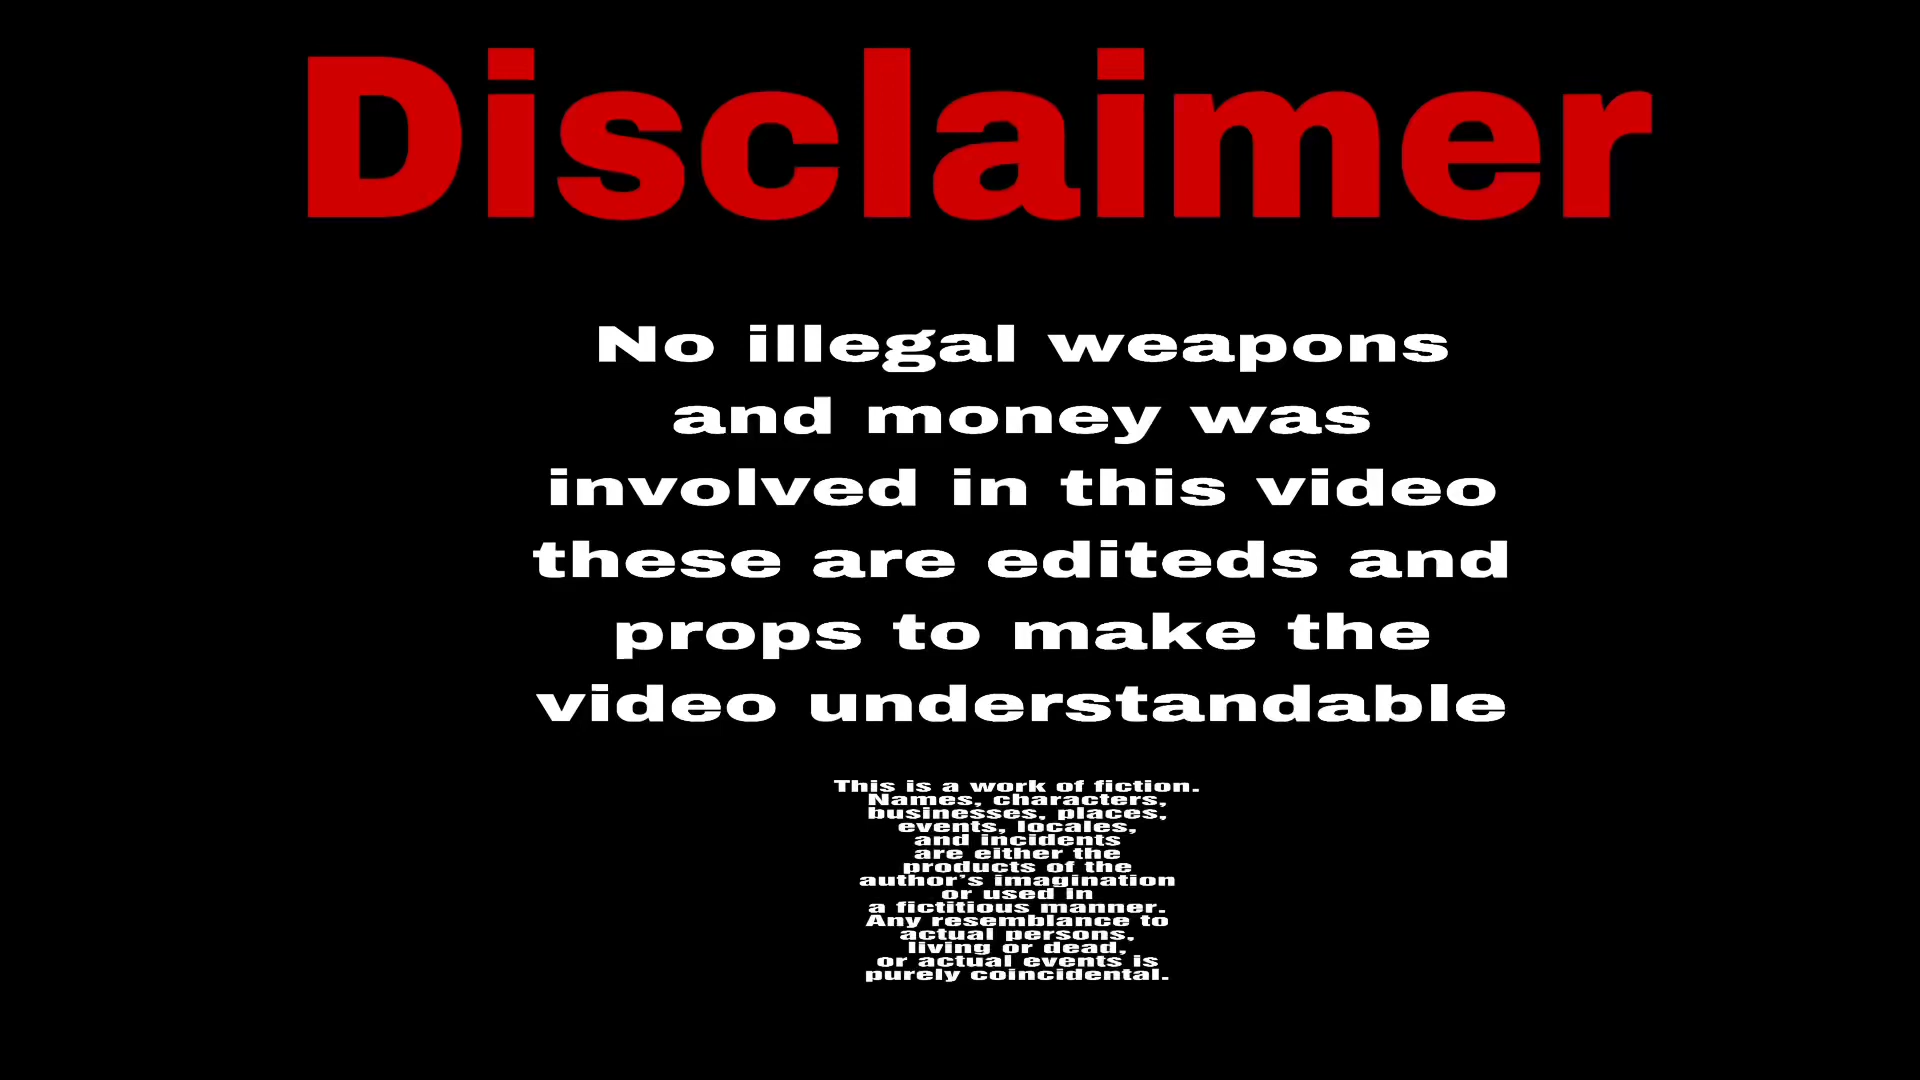 Disclaimer
No illegal weapons
and money was
involved in this video
these are editeds and
props to make the
video understandable
This is a work of fiction.
Names, characters,
businesses, places,
events, locales,
and incidents
are either the
products of the
author's imagination
or used in
a fictitious manner.
Any resemblance to
actual persons,
living or dead,
or actual events is
purely coincidental.